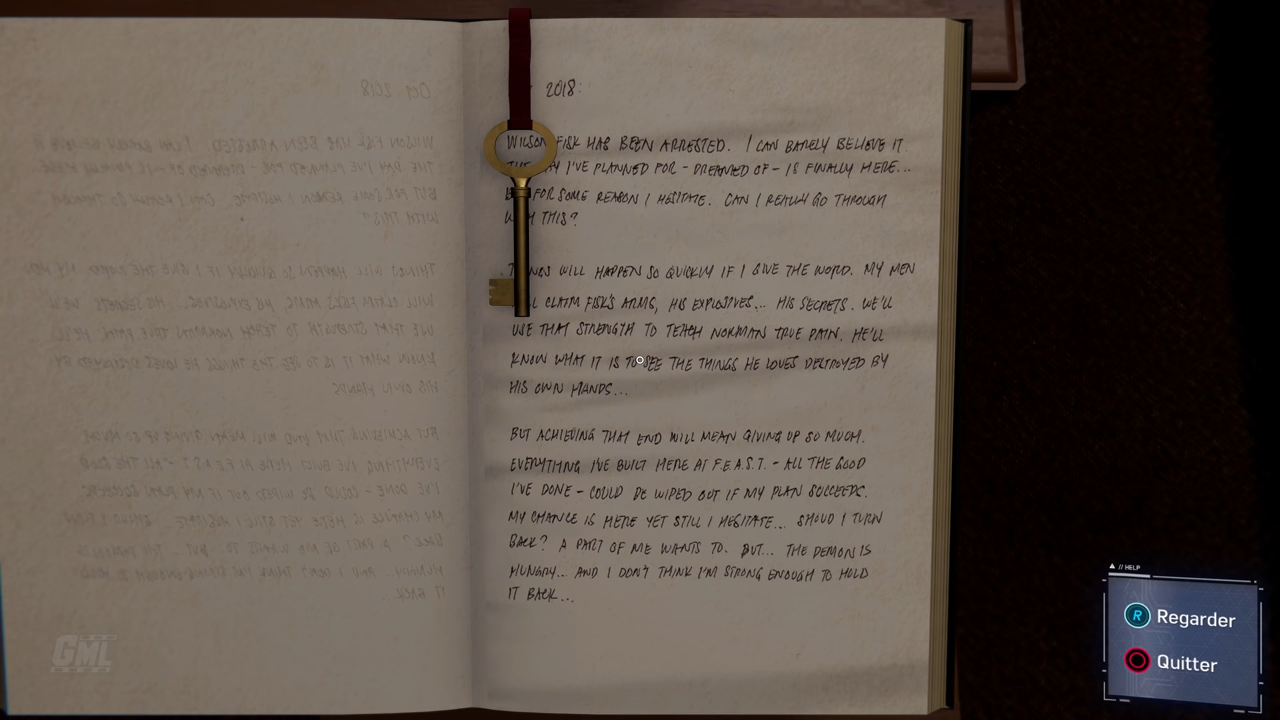 2018:
WILSON FISK HAS BEEN ARRESTED. I CAN BARELY BELIEVE IT.
I'VE PLANNED FOR - DREAMED OF - IS FINALLY HERE...
FOR SOME REASON I HESITATE. CAN I REALLY GO THROUGH
THIS?
WILL HAPPEN SO QUICKLY IF I GIVE THE WORD. MY MEN
CLAIM FISK'S ARMS, HIS EXPLOSIVES... HIS SECRETS. WE'LL
USE THAT STRENGTH TO TEACH NORMAN TRUE PAIN. HE'LL
KNOW WHAT IT IS TO SEE THE THINGS HE LOVES DESTROYED BY
HIS OWN HANDS...
BUT ACHIEVING THAT END WILL MEAN GIVING UP SO MUCH.
EVERYTHING I'VE BUILT HERE AT F.E.A.S.T. - ALL THE GOOD
I'VE DONE - COULD BE WIPED OUT IF MY PLAN SUCCEEDS.
MY CHANCE IS HERE YET STILL I HESITATE... SHOUD I TURN
BACK? A PART OF ME WANTS TO. BUT... THE DEMON IS
HUNGRY... AND I DON'T THINK I'M STRONG ENOUGH TO HOLD
IT BACK...
// HELP
R Regarder
Quitter
GML